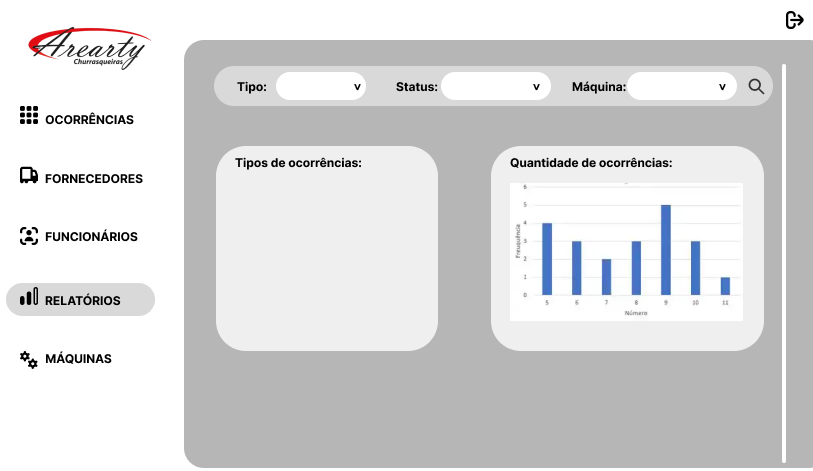 Arearty
Churrasqueiras
OCORRÊNCIAS
FORNECEDORES
FUNCIONÁRIOS
RELATÓRIOS
MÁQUINAS
Tipo: v Status: v Máquina: v
Tipos de ocorrências:
Quantidade de ocorrências:
6
5
4
3
2
1
0
Frequência
5 6 7 8 9 10 11
Número